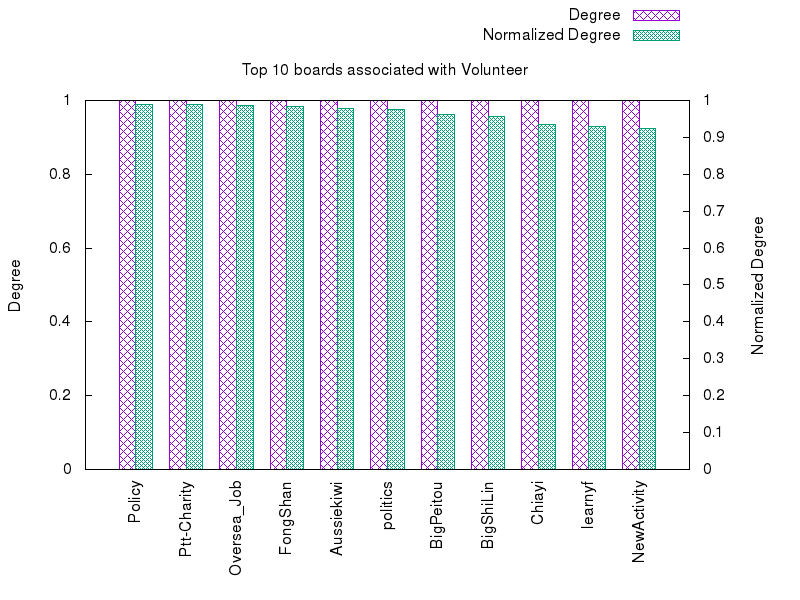 Degree
Normalized Degree
Top 10 boards associated with Volunteer
1
0.8
0.6
0.4
0.2
0
Degree
1
0.9
0.8
0.7
0.6
0.5
0.4
0.3
0.2
0.1
0
Normalized Degree
Policy
Ptt-Charity
Oversea_Job
FongShan
Aussiekiwi
politics
BigPeitou
BigShiLin
Chiayi
learnyf
NewActivity